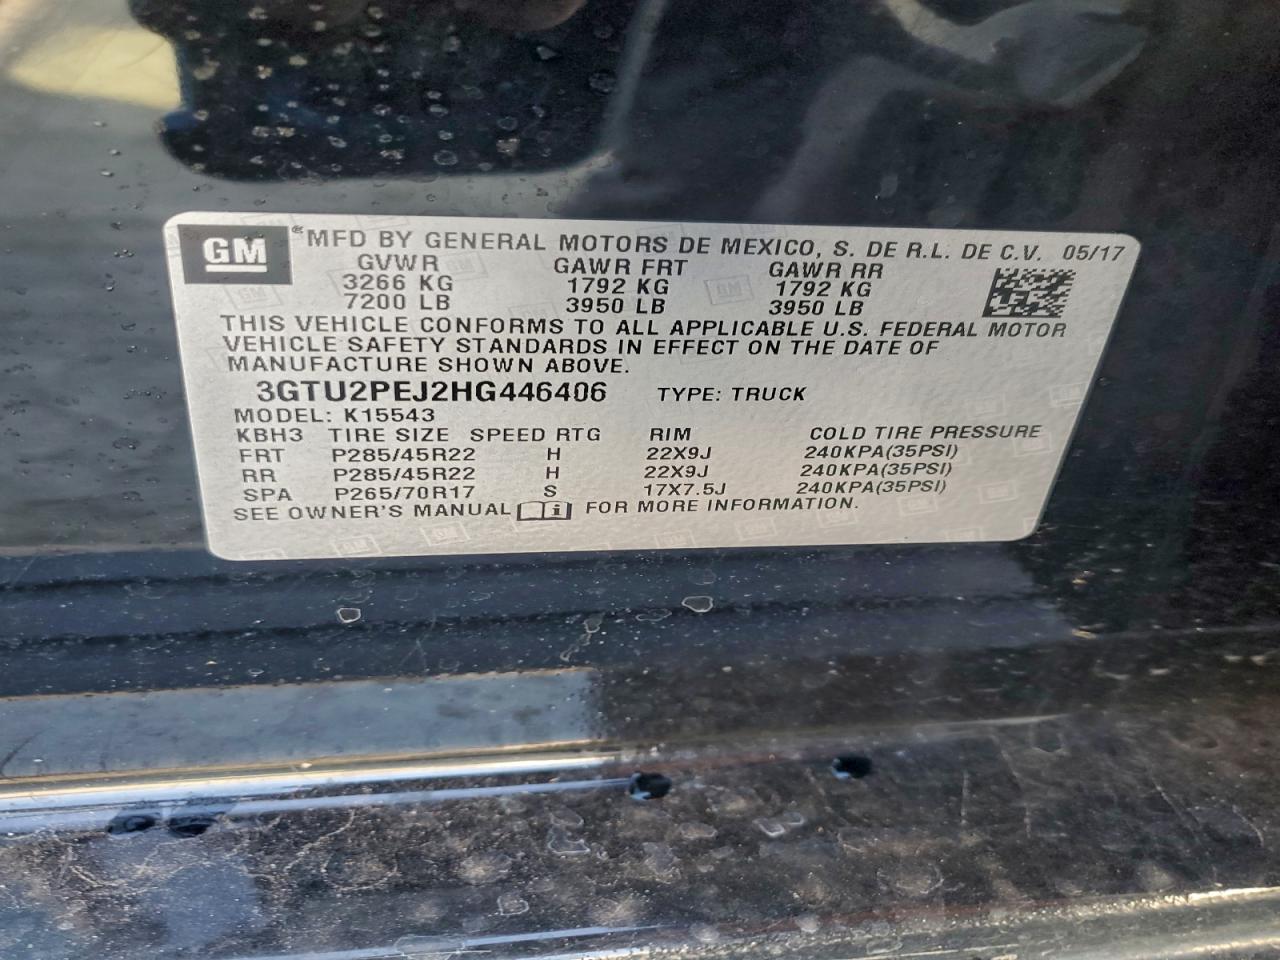 GM ® MFD BY GENERAL MOTORS DE MEXICO, S. DE R.L. DE C.V. 05/17
GVWR GAWR FRT GAWR RR
3266 KG 1792 KG 1792 KG
7200 LB 3950 LB 3950 LB
THIS VEHICLE CONFORMS TO ALL APPLICABLE U.S. FEDERAL MOTOR
VEHICLE SAFETY STANDARDS IN EFFECT ON THE DATE OF
MANUFACTURE SHOWN ABOVE.
3GTU2PEJ2HG446406 TYPE: TRUCK
MODEL: K15543
KBH3 TIRE SIZE SPEED RTG RIM COLD TIRE PRESSURE
FRT P285/45R22 H 22X9J 240KPA(35PSI)
RR P285/45R22 H 22X9J 240KPA(35PSI)
SPA P265/70R17 S 17X7.5J 240KPA(35PSI)
SEE OWNER'S MANUAL i FOR MORE INFORMATION.